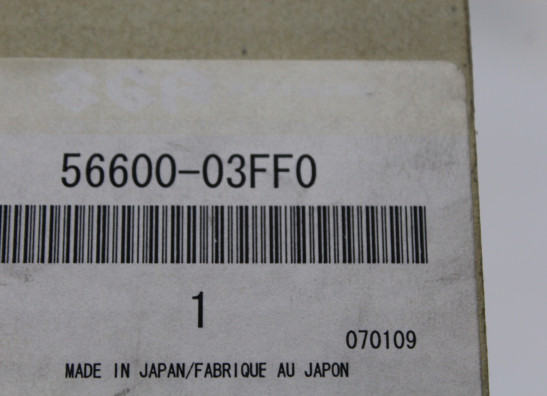 56600-03FF0
1
070109
MADE IN JAPAN/FABRIQUE AU JAPON